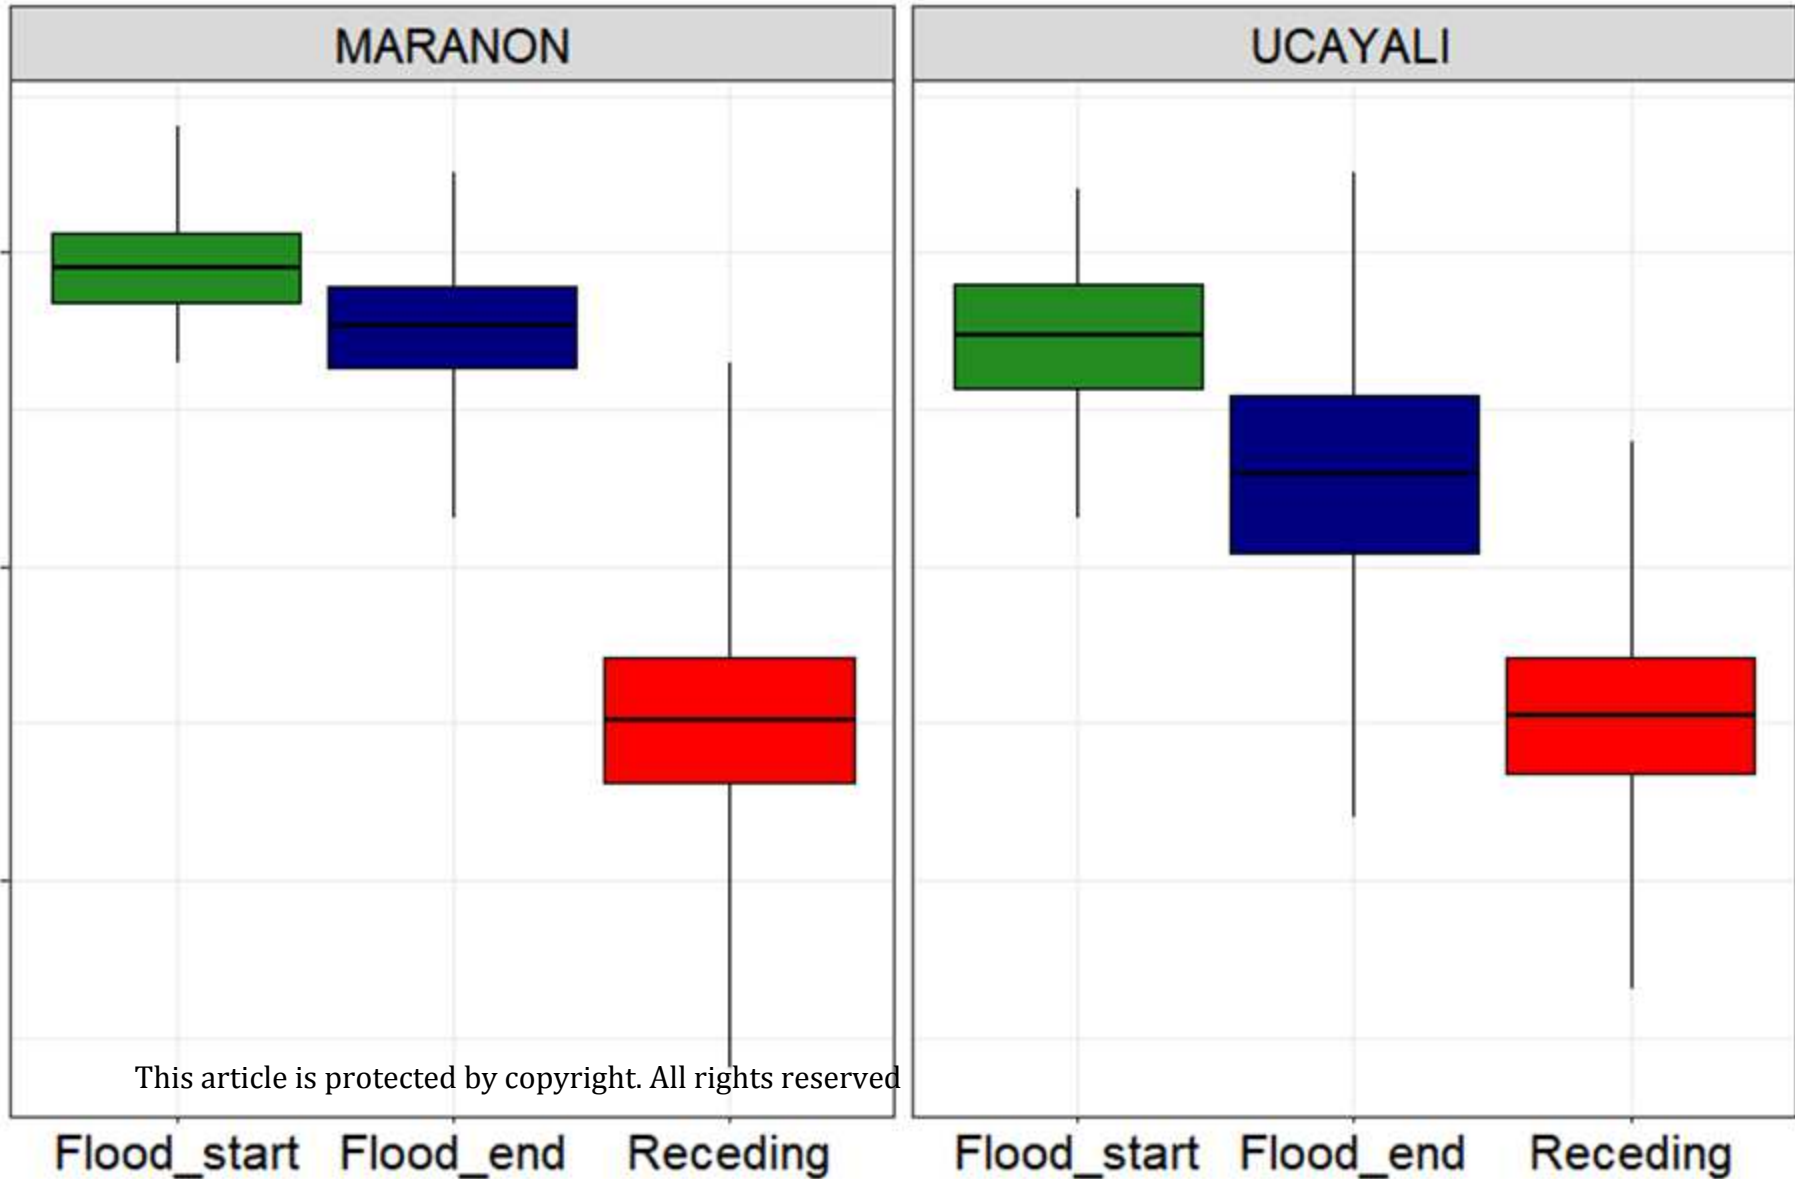 MARANON
UCAYALI
This article is protected by copyright. All rights reserved
Flood_start Flood_end Receding
Flood_start Flood_end Receding